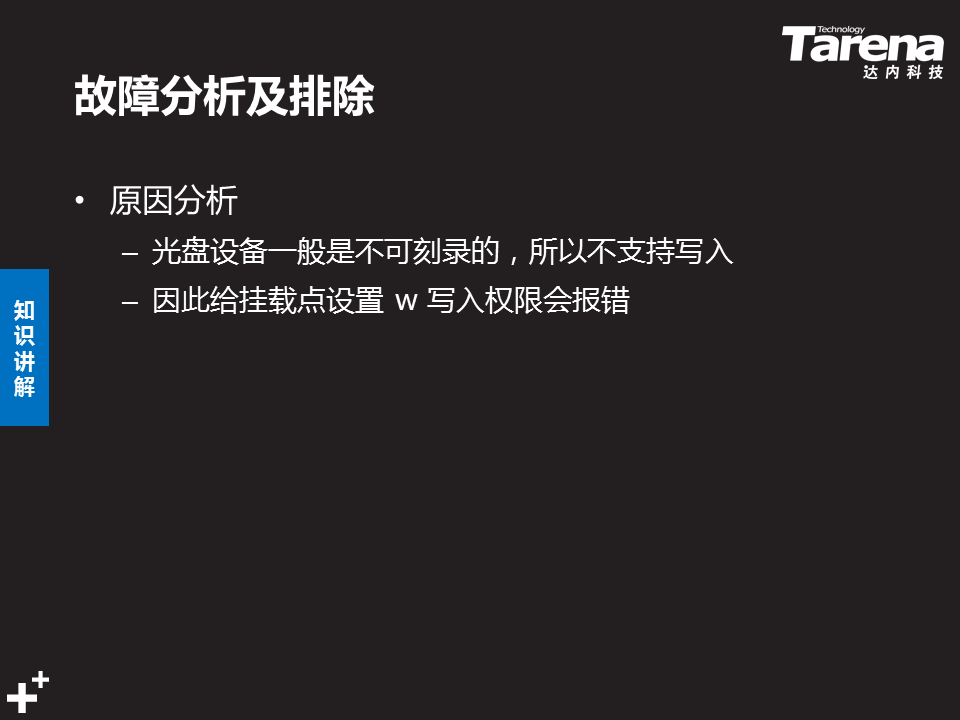 Technology
Tarena
达内科技
故障分析及排除
• 原因分析
– 光盘设备一般是不可刻录的，所以不支持写入
– 因此给挂载点设置 w 写入权限会报错
知
识
讲
解